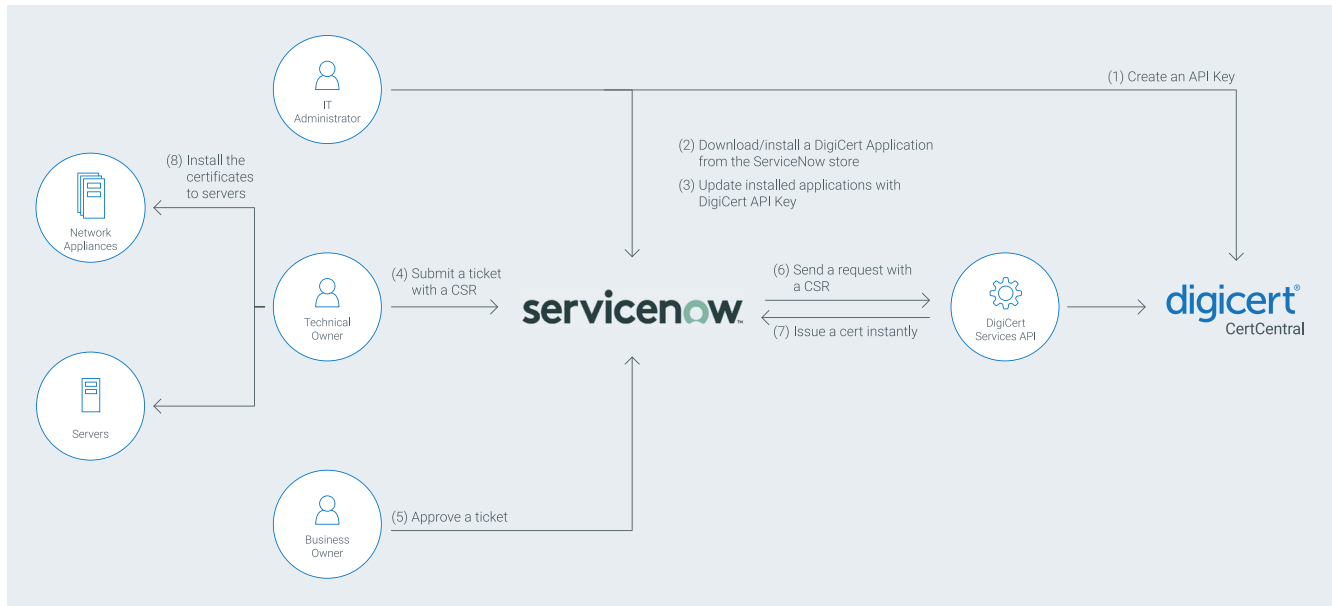 (1) Create an API Key
IT
Administrator
(2) Download/install a DigiCert Application
from the ServiceNow store
(3) Update installed applications with
DigiCert API Key
(8) Install the
certificates
to servers
Network
Appliances
(4) Submit a ticket
with a CSR
Technical
Owner
servicenow™
(6) Send a request with
a CSR
(7) Issue a cert instantly
DigiCert
Services API
digicert®
CertCentral
Servers
(5) Approve a ticket
Business
Owner